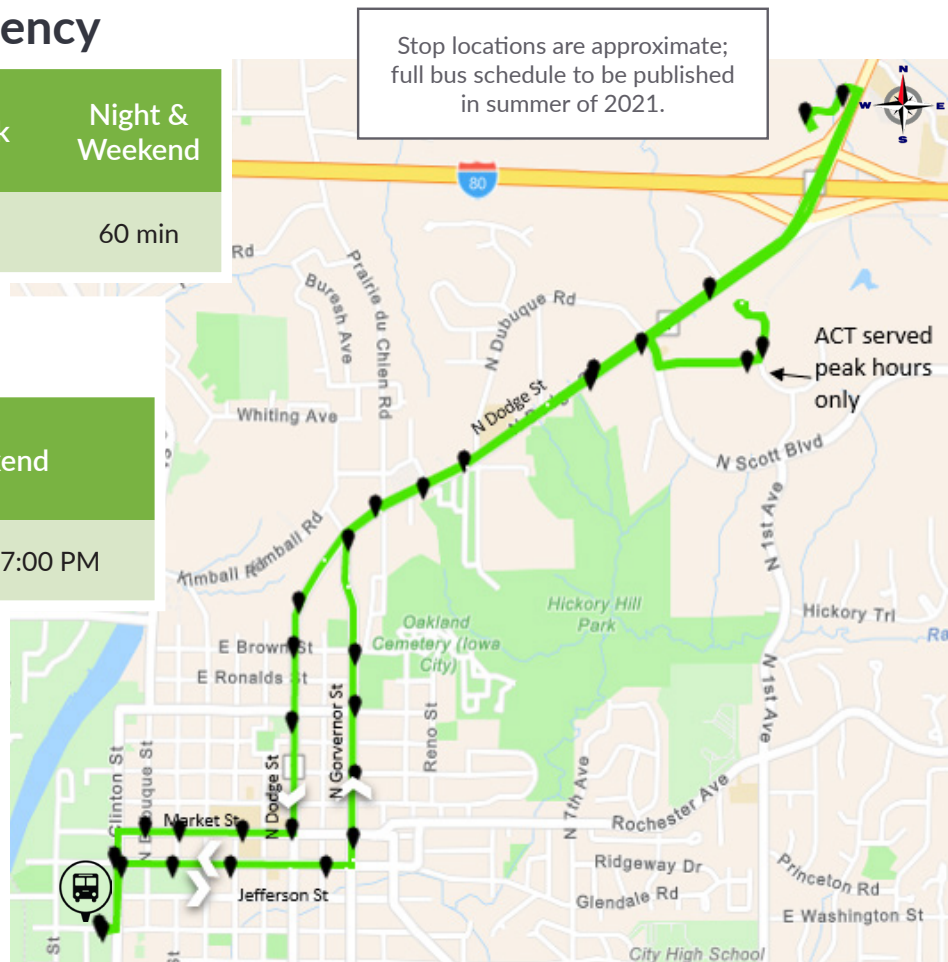 ency
Stop locations are approximate;
full bus schedule to be published
in summer of 2021.
k
Night &
Weekend
60 min
N
W
E
S
80
Rd
Prairie du Chien Rd
Buresh Ave
N Dubuque Rd
ACT served
peak hours
only
Whiting Ave
N Dodge St
N Scott Blvd
end
7:00 PM
N 1st Ave
Kimball Rd
Kimball Rd
Hickory Hill
Park
Hickory Trl
Oakland
Cemetery (Iowa
City)
Ra
E Brown St
E Ronalds St
N 1st Ave
N Gorvernor St
Reno St
Clinton St
N Dubuque St
N Dodge St
N 7th Ave
Rochester Ave
Market St
Ridgeway Dr
Princeton Rd
Jefferson St
Glendale Rd
E Washington St
St
st
City High School